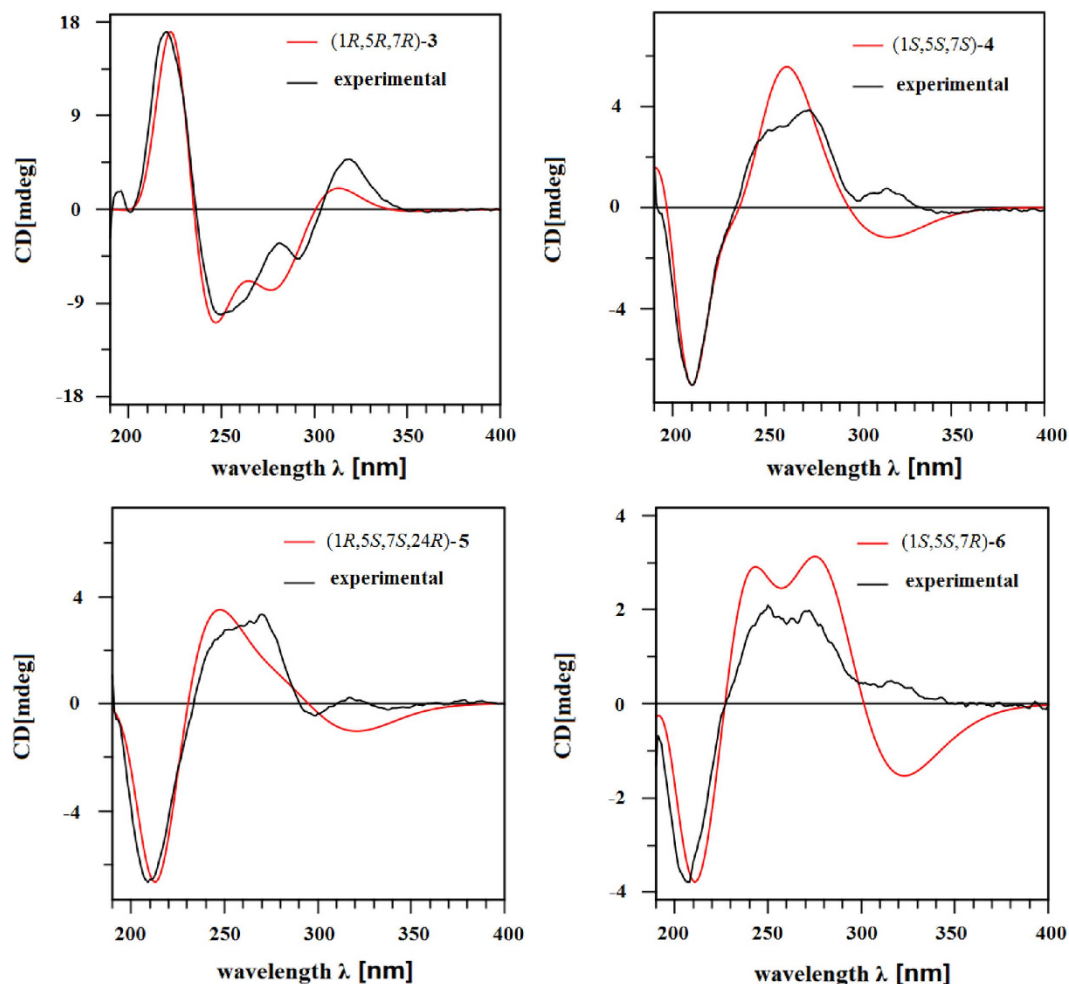 18
9
0
-9
-18
CD[mdeg]
(1R,5R,7R)-3
experimental
200 250 300 350 400
wavelength λ [nm]
4
0
-4
CD[mdeg]
(1S,5S,7S)-4
experimental
200 250 300 350 400
wavelength λ [nm]
4
0
-4
CD[mdeg]
(1R,5S,7S,24R)-5
experimental
200 250 300 350 400
wavelength λ [nm]
4
2
0
-2
-4
CD[mdeg]
(1S,5S,7R)-6
experimental
200 250 300 350 400
wavelength λ [nm]